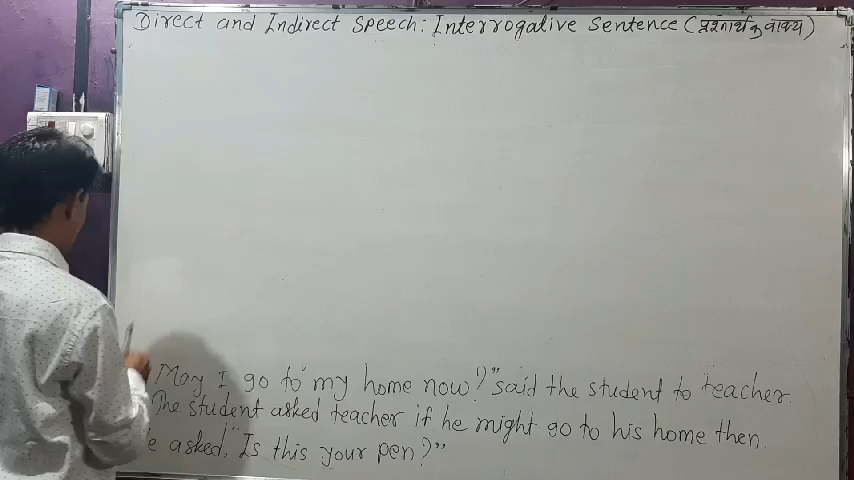 Direct and Indirect Speech: Interrogative Sentence (प्रश्नार्थक वाक्य)
"May I go to my home now?" said the student to teacher.
The student asked teacher if he might go to his home then.
asked, "Is this your pen?"